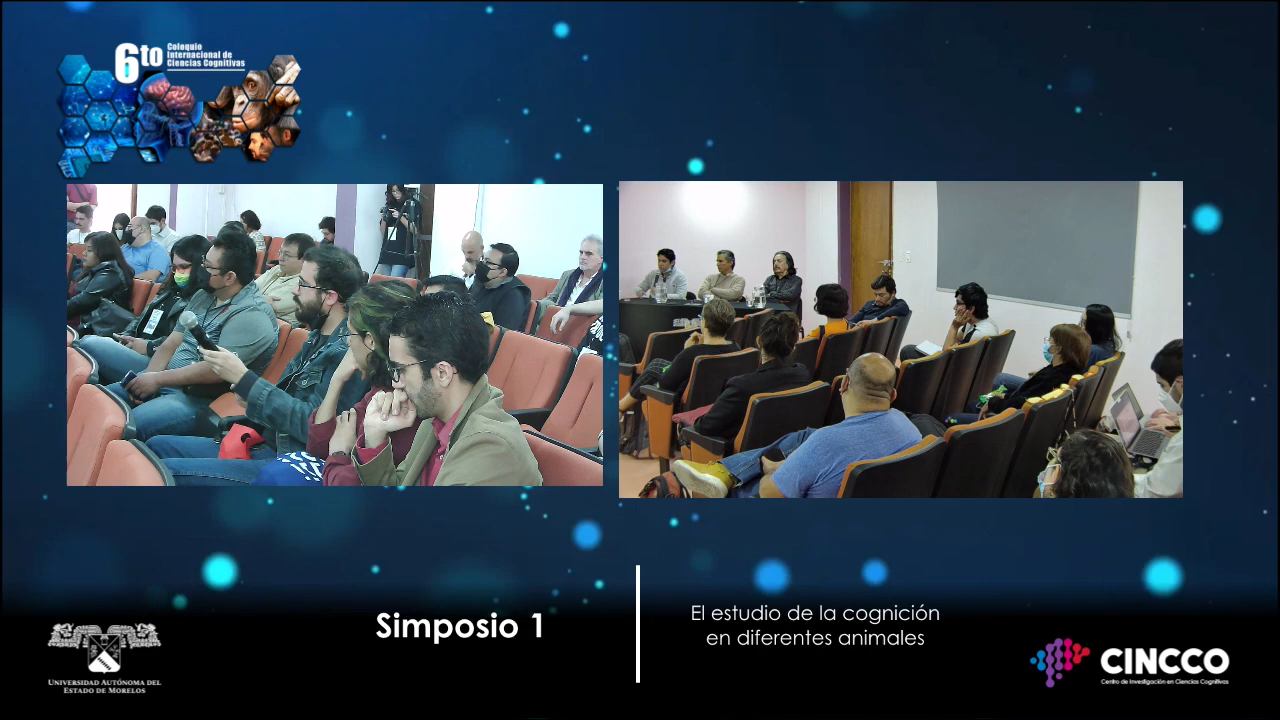 6to
Coloquio
Internacional de
Ciencias Cognitivas
Simposio 1
El estudio de la cognición
en diferentes animales
UNIVERSIDAD AUTÓNOMA DEL
ESTADO DE MORELOS
CINCCO
Centro de Investigación en Ciencias Cognitivas